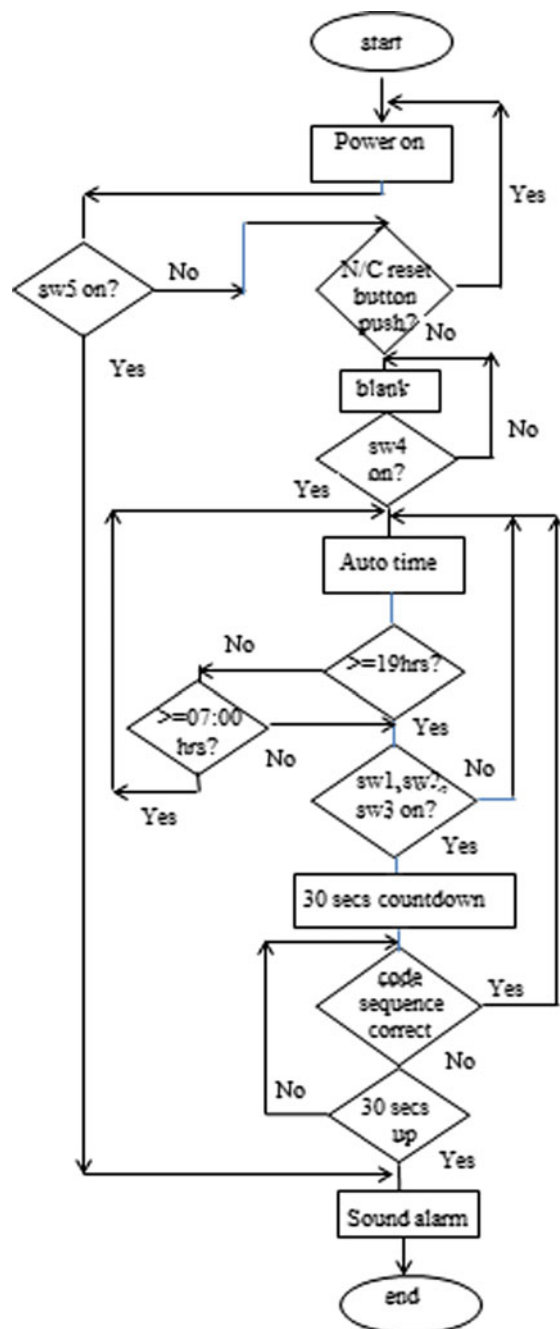 start
Power on
Yes
sw5 on?
No
N/C reset
button
push?
No
Yes
blank
No
sw4
on?
Yes
Auto time
No
>=19hrs?
>=07:00
hrs?
Yes
No
No
Yes
sw1,sw2,
sw3 on?
Yes
30 secs countdown
code
sequence
correct
Yes
No
No
30 secs
up
Yes
Sound alarm
end